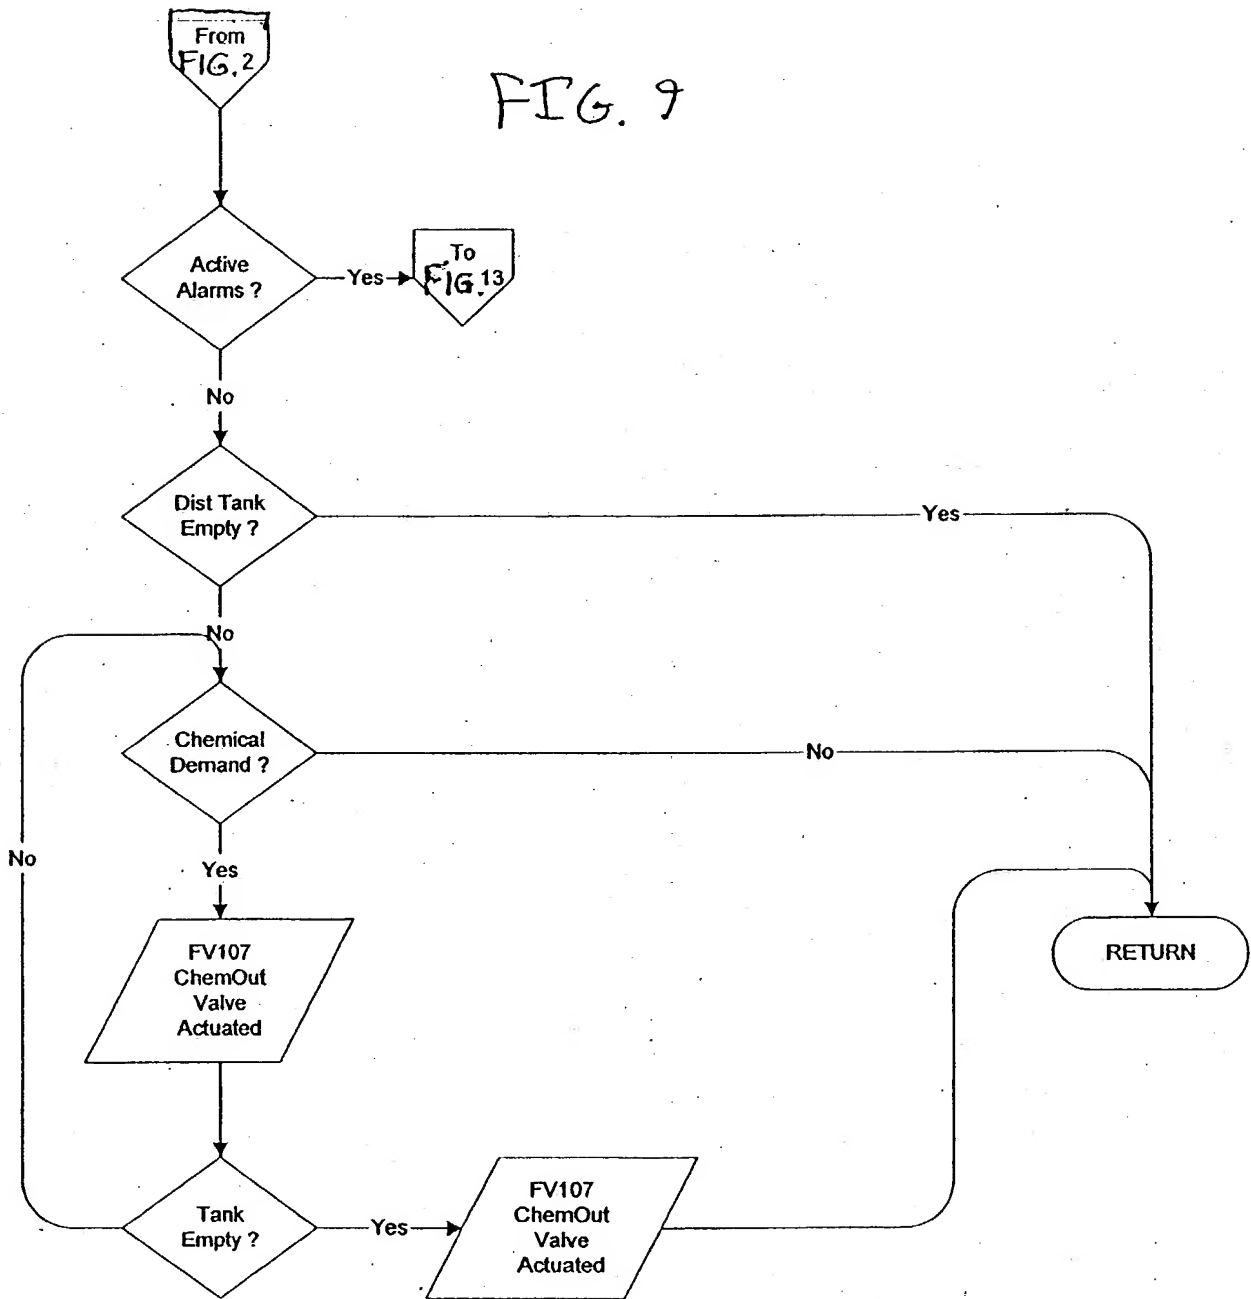 From
FIG. 2
FIG. 9
Active
Alarms ?
Yes
To
FIG. 13
No
Dist Tank
Empty ?
Yes
No
Chemical
Demand ?
No
No
Yes
FV107
ChemOut
Valve
Actuated
RETURN
Tank
Empty ?
Yes
FV107
ChemOut
Valve
Actuated